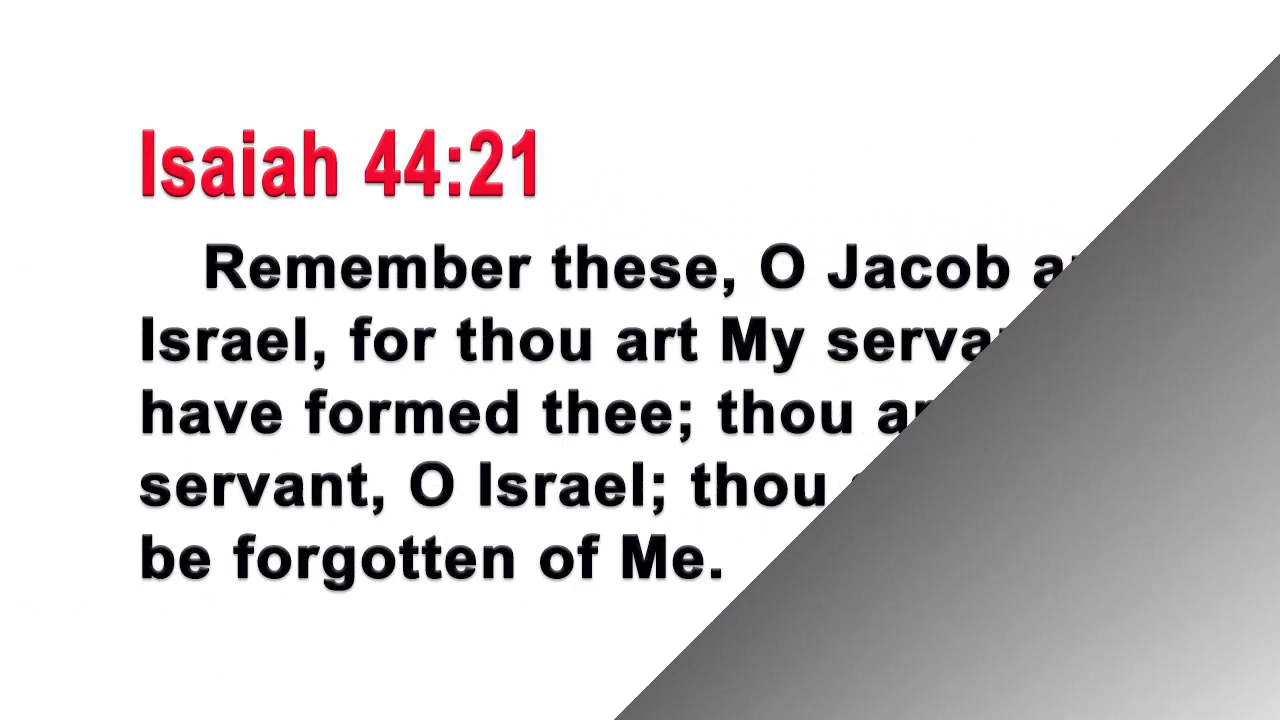 Isaiah 44:21
Remember these, O Jacob
Israel, for thou art My
have formed thee; thou
servant, O Israel; thou
be forgotten of Me.